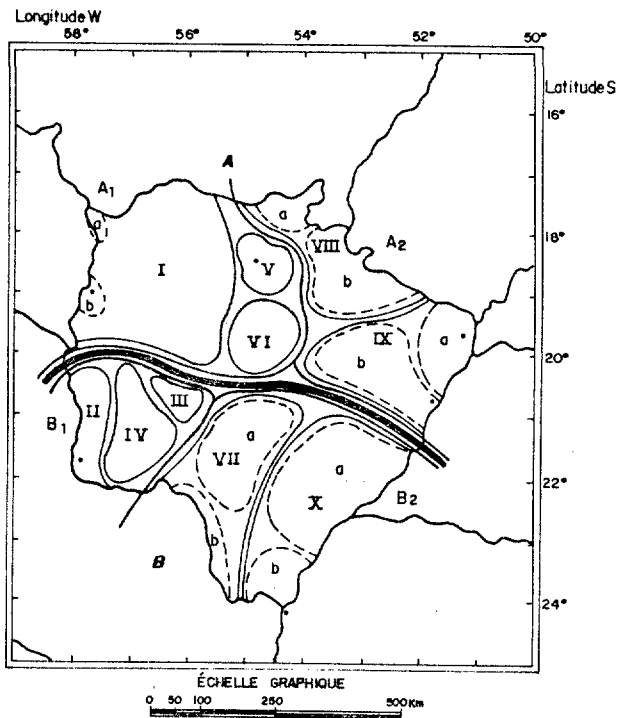 Longitude W
58° 56° 54° 52° 50°
Latitude S
16°
A
A1
a
a
VIII
A2
18°
I
V
b
b
VI
IX
a
b
20°
III
II
B1
IV
a
VII
a
22°
X
B2
b
B
b
24°
ÉCHELLE GRAPHIQUE
0 50 100 250 500 Km